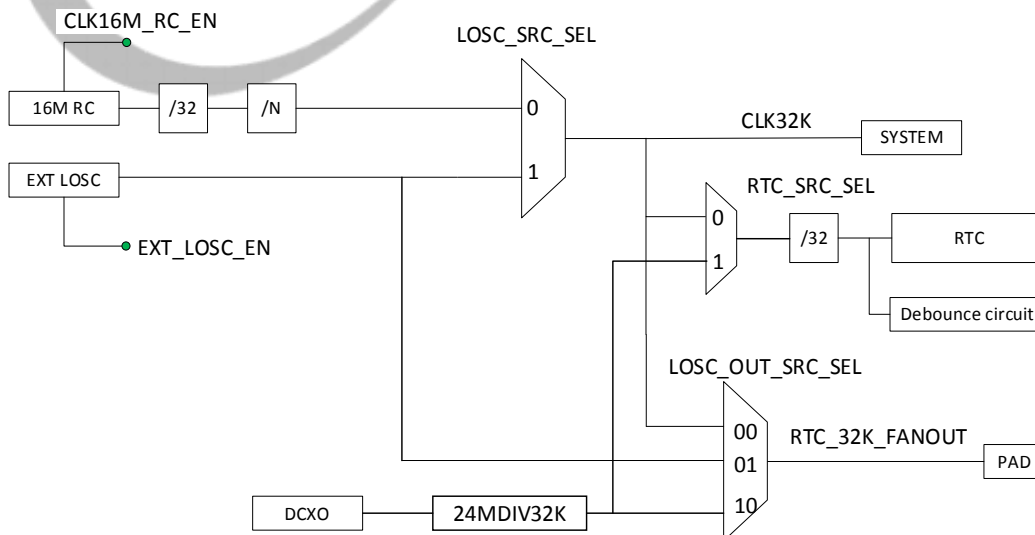 CLK16M_RC_EN
LOSC_SRC_SEL
16M RC
/32
/N
0
CLK32K
SYSTEM
EXT LOSC
1
RTC_SRC_SEL
0
/32
RTC
EXT_LOSC_EN
1
Debounce circuit
LOSC_OUT_SRC_SEL
00
RTC_32K_FANOUT
01
PAD
DCXO
24MDIV32K
10